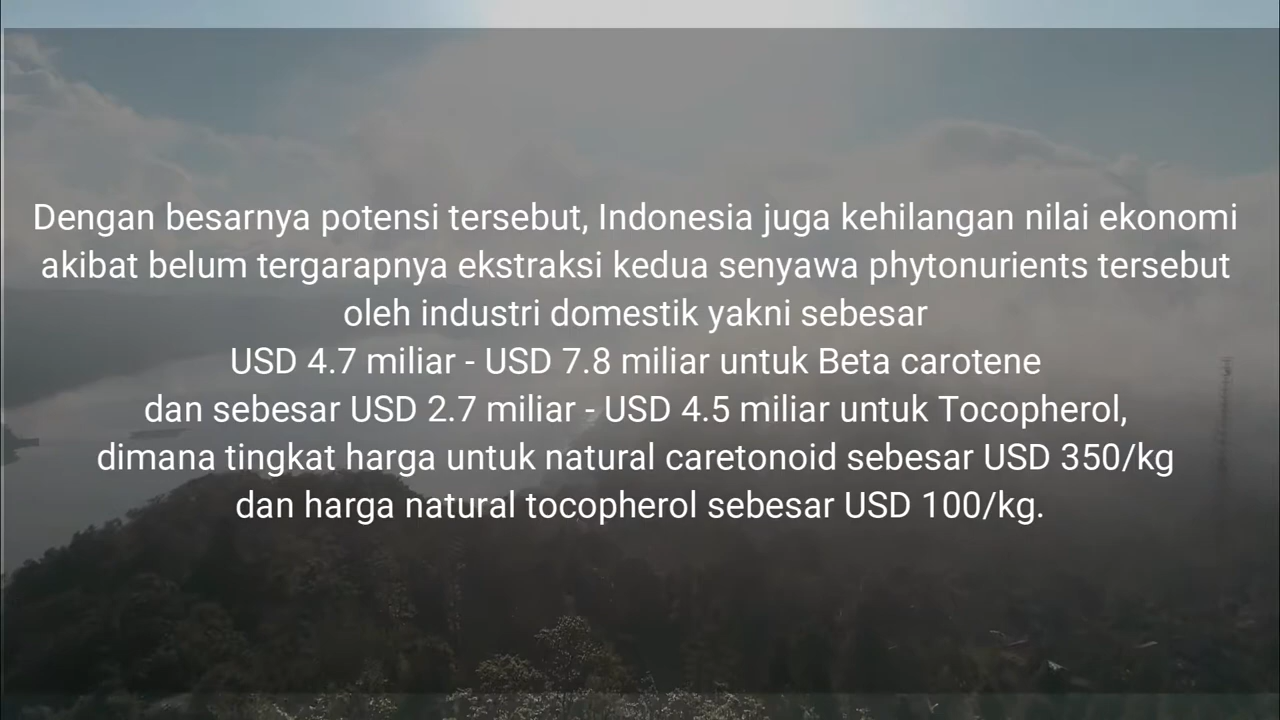 Dengan besarnya potensi tersebut, Indonesia juga kehilangan nilai ekonomi
akibat belum tergarapnya ekstraksi kedua senyawa phytonurients tersebut
oleh industri domestik yakni sebesar
USD 4.7 miliar - USD 7.8 miliar untuk Beta carotene
dan sebesar USD 2.7 miliar - USD 4.5 miliar untuk Tocopherol,
dimana tingkat harga untuk natural caretonoid sebesar USD 350/kg
dan harga natural tocopherol sebesar USD 100/kg.